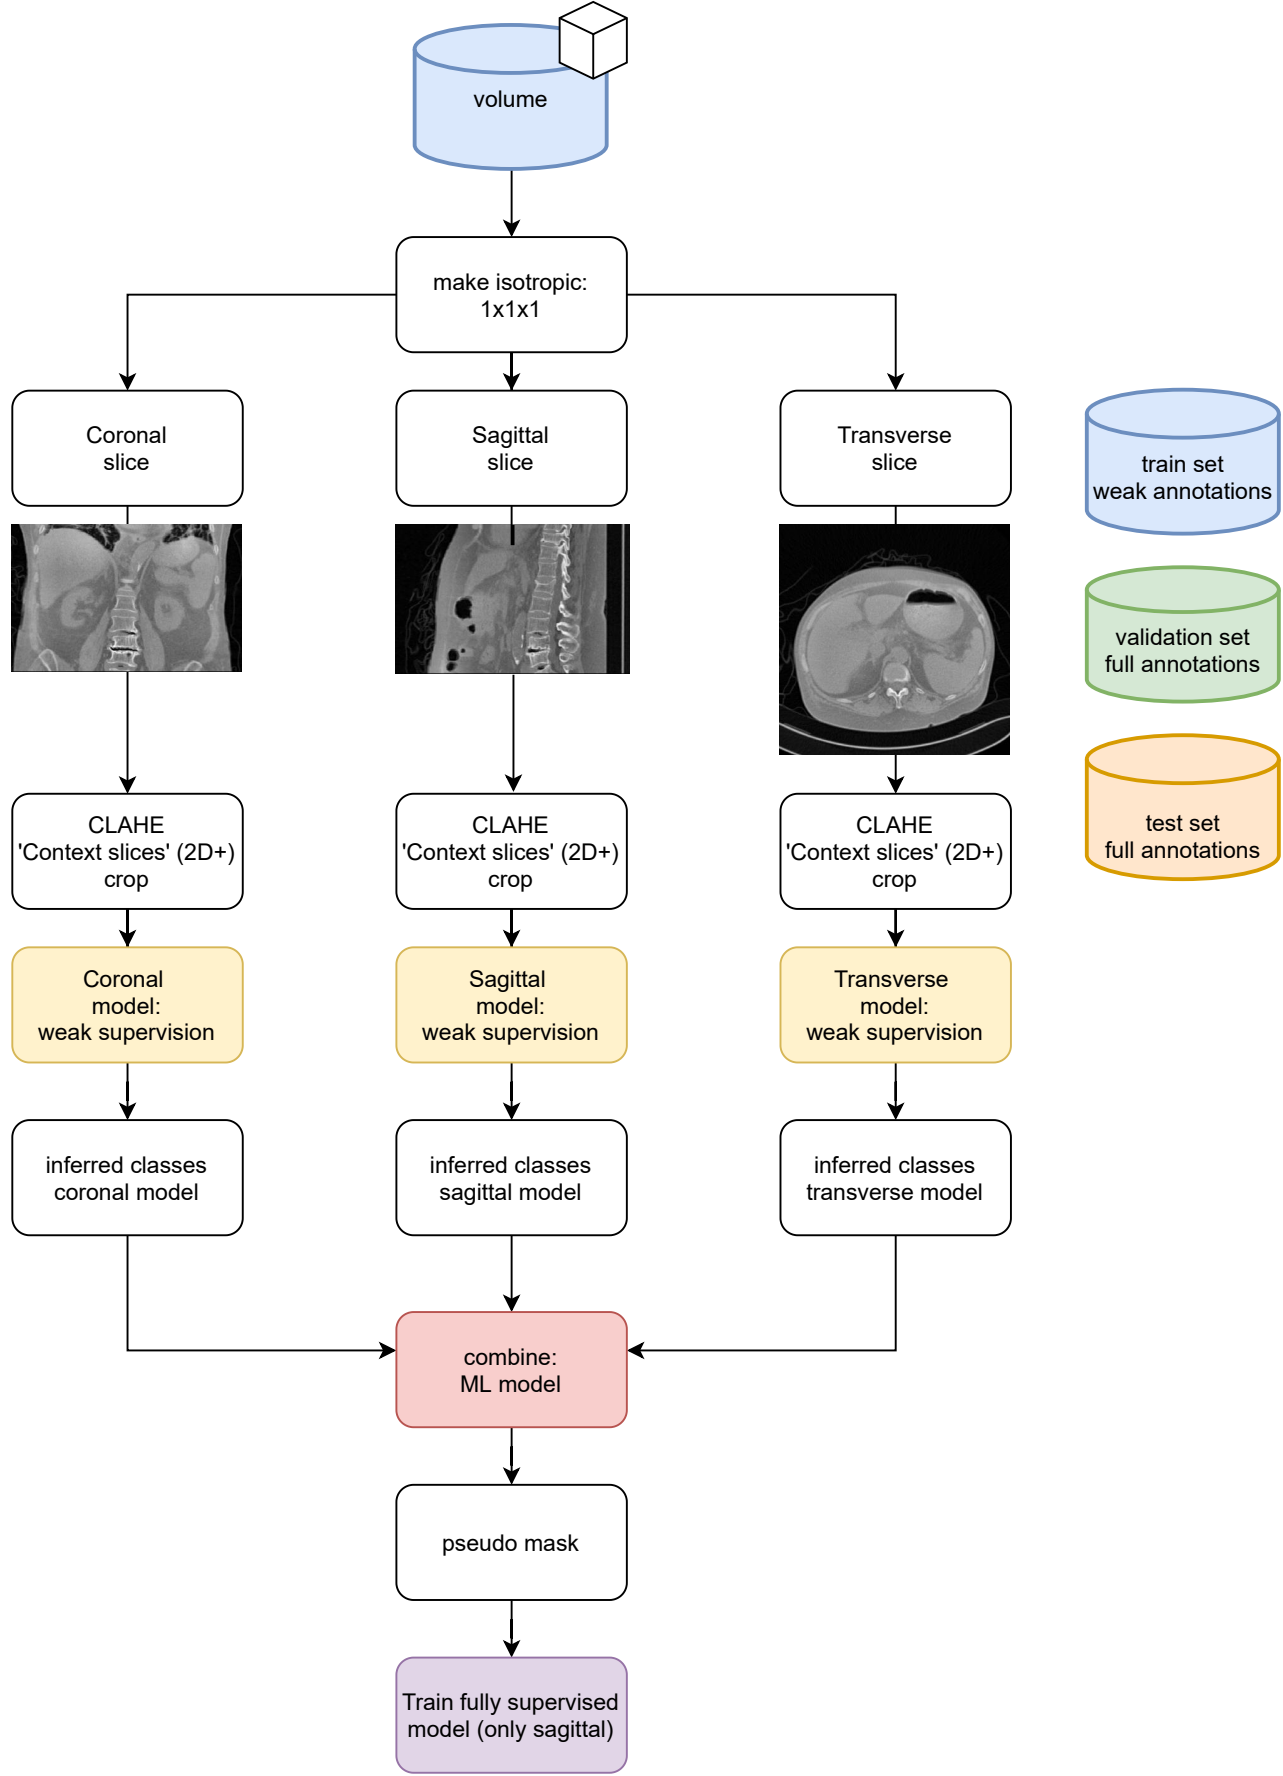 volume
make isotropic:
1x1x1
Coronal
slice
Sagittal
slice
Transverse
slice
train set
weak annotations
validation set
full annotations
test set
full annotations
CLAHE
'Context slices' (2D+)
crop
CLAHE
'Context slices' (2D+)
crop
CLAHE
'Context slices' (2D+)
crop
Coronal
model:
weak supervision
Sagittal
model:
weak supervision
Transverse
model:
weak supervision
inferred classes
coronal model
inferred classes
sagittal model
inferred classes
transverse model
combine:
ML model
pseudo mask
Train fully supervised
model (only sagittal)